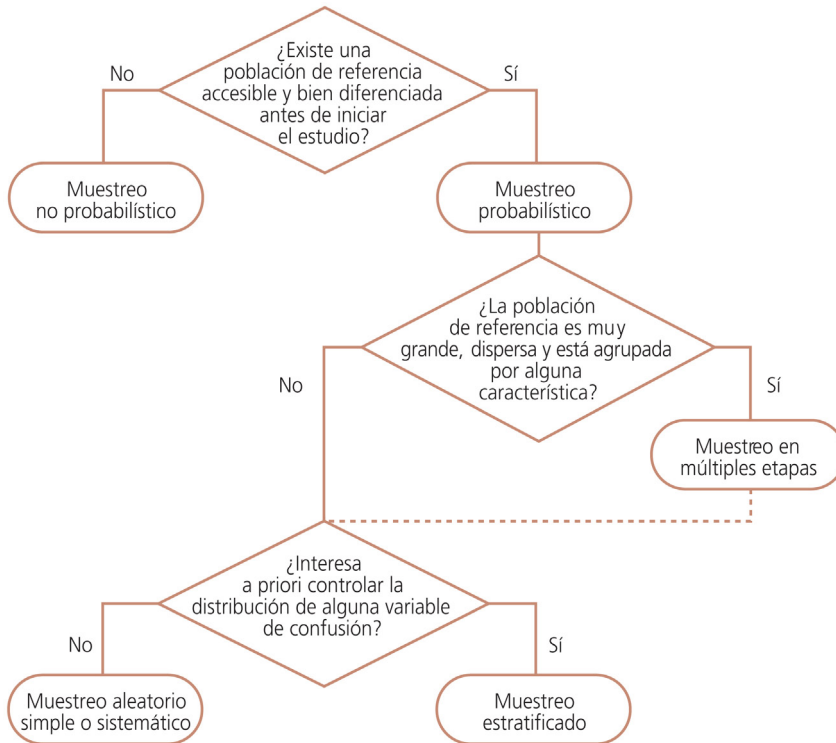 ¿Existe una
población de referencia
accesible y bien diferenciada
antes de iniciar
el estudio?
No
Sí
Muestreo
no probabilístico
Muestreo
probabilístico
¿La población
de referencia es muy
grande, dispersa y está agrupada
por alguna
característica?
No
Sí
Muestreo en
múltiples etapas
¿Interesa
a priori controlar la
distribución de alguna variable
de confusión?
No
Sí
Muestreo aleatorio
simple o sistemático
Muestreo
estratificado